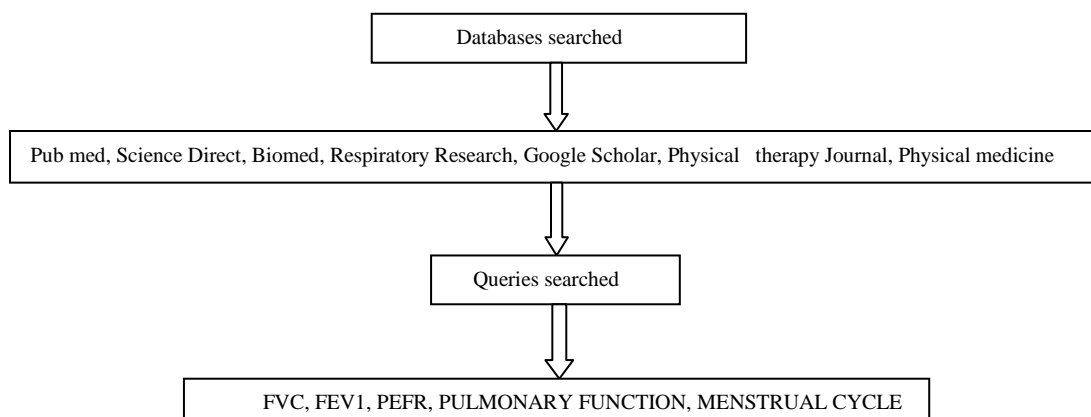 Databases searched
Pub med, Science Direct, Biomed, Respiratory Research, Google Scholar, Physical therapy Journal, Physical medicine
Queries searched
FVC, FEV1, PEFR, PULMONARY FUNCTION, MENSTRUAL CYCLE